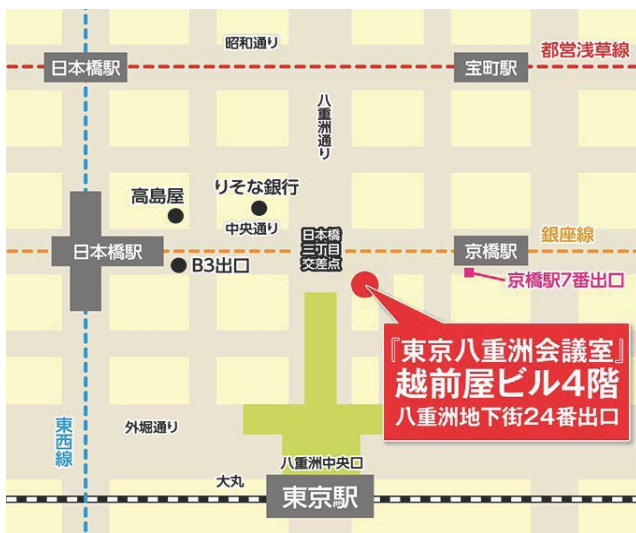 昭和通り
都営浅草線
日本橋駅
宝町駅
八重洲通り
高島屋
りそな銀行
中央通り
日本橋
三丁目
交差点
銀座線
日本橋駅
京橋駅
B3出口
京橋駅7番出口
『東京八重洲会議室』
越前屋ビル4階
八重洲地下街24番出口
東西線
外堀通り
八重洲中央口
大丸
東京駅